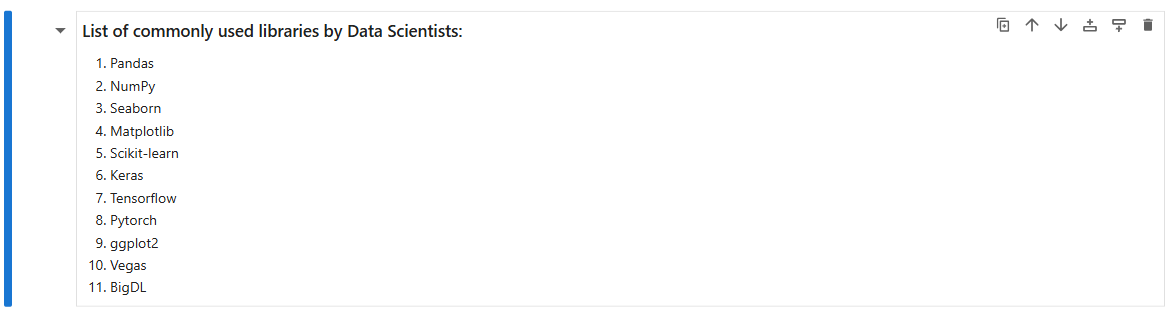 List of commonly used libraries by Data Scientists:
1. Pandas
2. NumPy
3. Seaborn
4. Matplotlib
5. Scikit-learn
6. Keras
7. Tensorflow
8. Pytorch
9. ggplot2
10. Vegas
11. BigDL